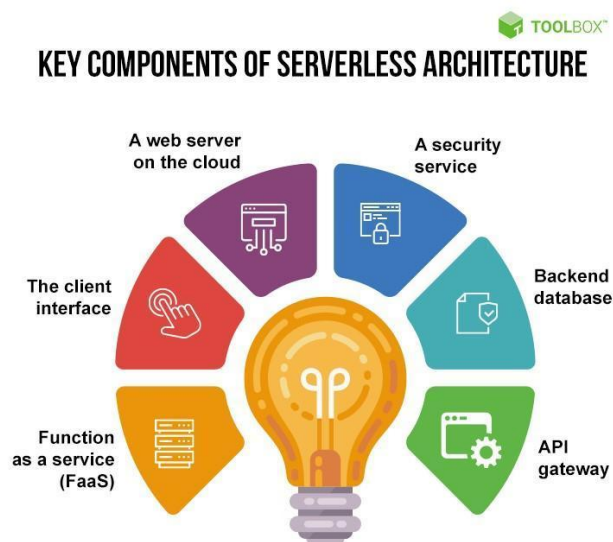 TOOLBOX™
KEY COMPONENTS OF SERVERLESS ARCHITECTURE
A web server
on the cloud
A security
service
The client
interface
Backend
database
Function
as a service
(FaaS)
API
gateway